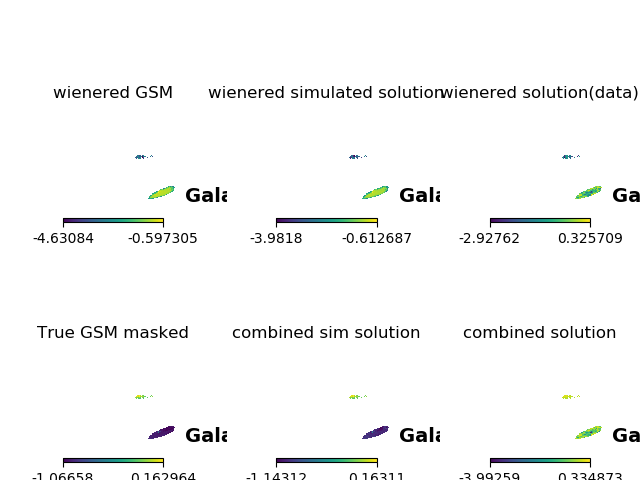 wienered GSM wienered simulated solution wienered solution(data)
Gala Gala Ga
-4.63084 -0.597305 -3.9818 -0.612687 -2.92762 0.325709
True GSM masked combined sim solution combined solution
Gala Gala Ga
-1.06658 0.162964 -1.14312 0.16311 -3.99259 0.334873